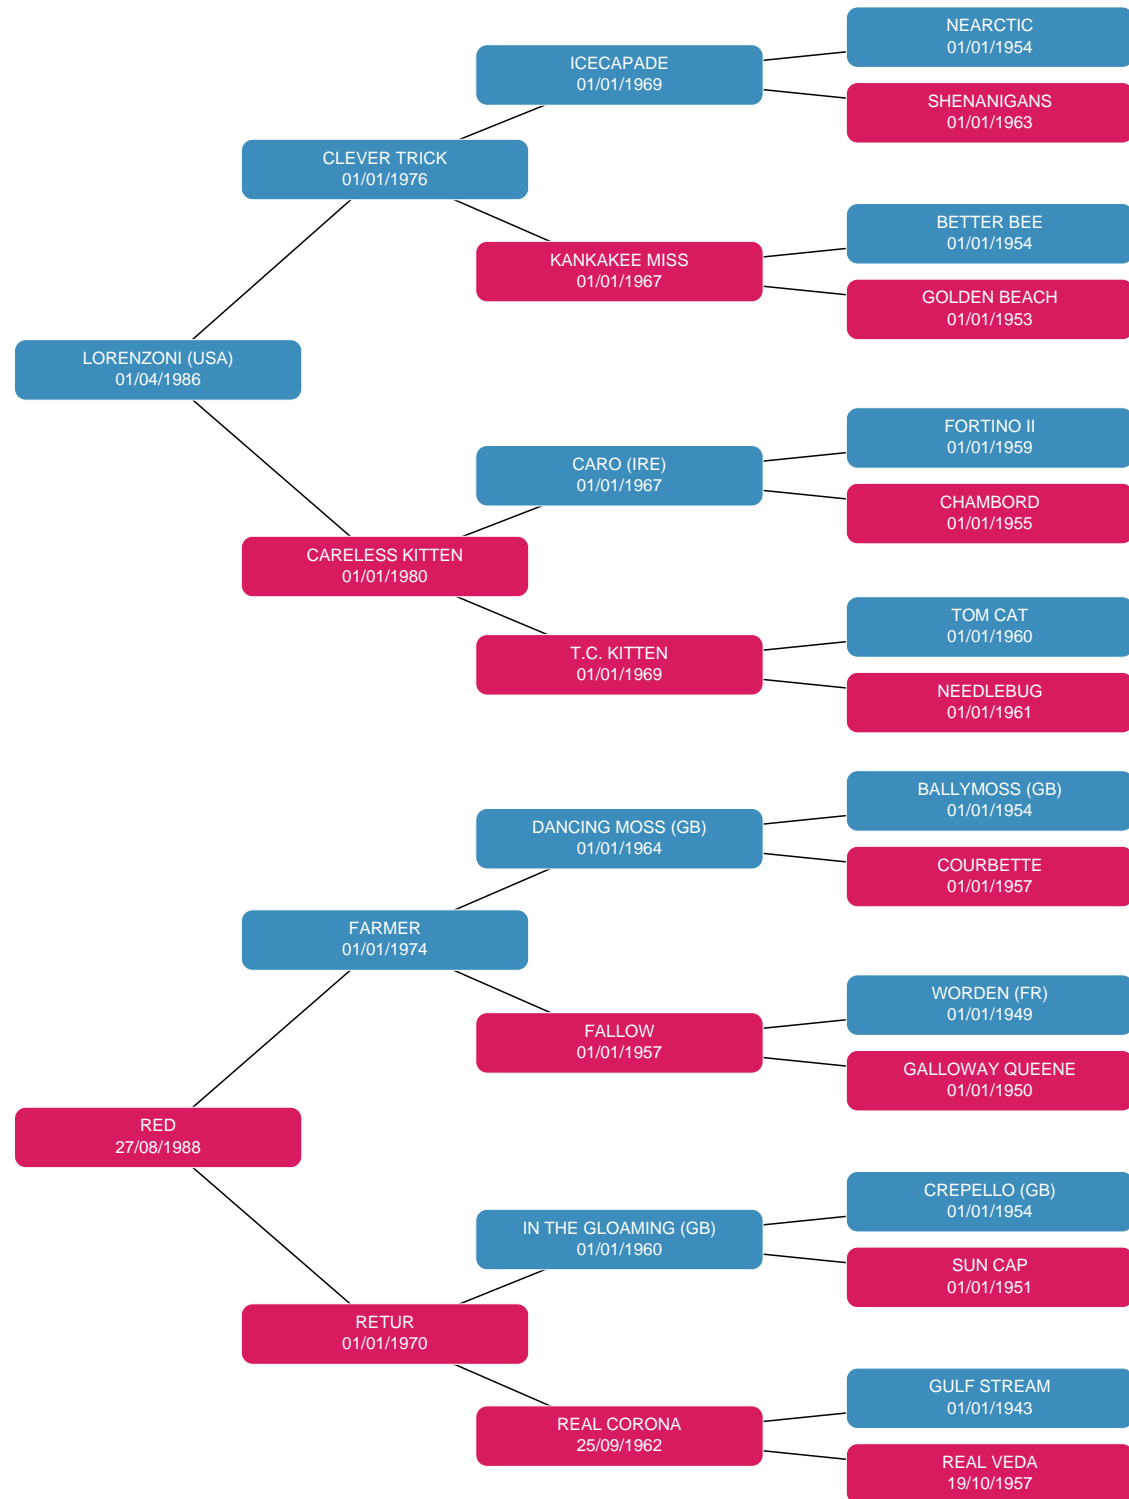 NEARCTIC
01/01/1954
ICECAPADE
01/01/1969
SHENANIGANS
01/01/1963
CLEVER TRICK
01/01/1976
BETTER BEE
01/01/1954
KANKAKEE MISS
01/01/1967
GOLDEN BEACH
01/01/1953
LORENZONI (USA)
01/04/1986
FORTINO II
01/01/1959
CARO (IRE)
01/01/1967
CHAMBORD
01/01/1955
CARELESS KITTEN
01/01/1980
TOM CAT
01/01/1960
T.C. KITTEN
01/01/1969
NEEDLEBUG
01/01/1961
BALLYMOSS (GB)
01/01/1954
DANCING MOSS (GB)
01/01/1964
COURBETTE
01/01/1957
FARMER
01/01/1974
WORDEN (FR)
01/01/1949
FALLOW
01/01/1957
GALLOWAY QUEENE
01/01/1950
RED
27/08/1988
CREPELLO (GB)
01/01/1954
IN THE GLOAMING (GB)
01/01/1960
SUN CAP
01/01/1951
RETUR
01/01/1970
GULF STREAM
01/01/1943
REAL CORONA
25/09/1962
REAL VEDA
19/10/1957